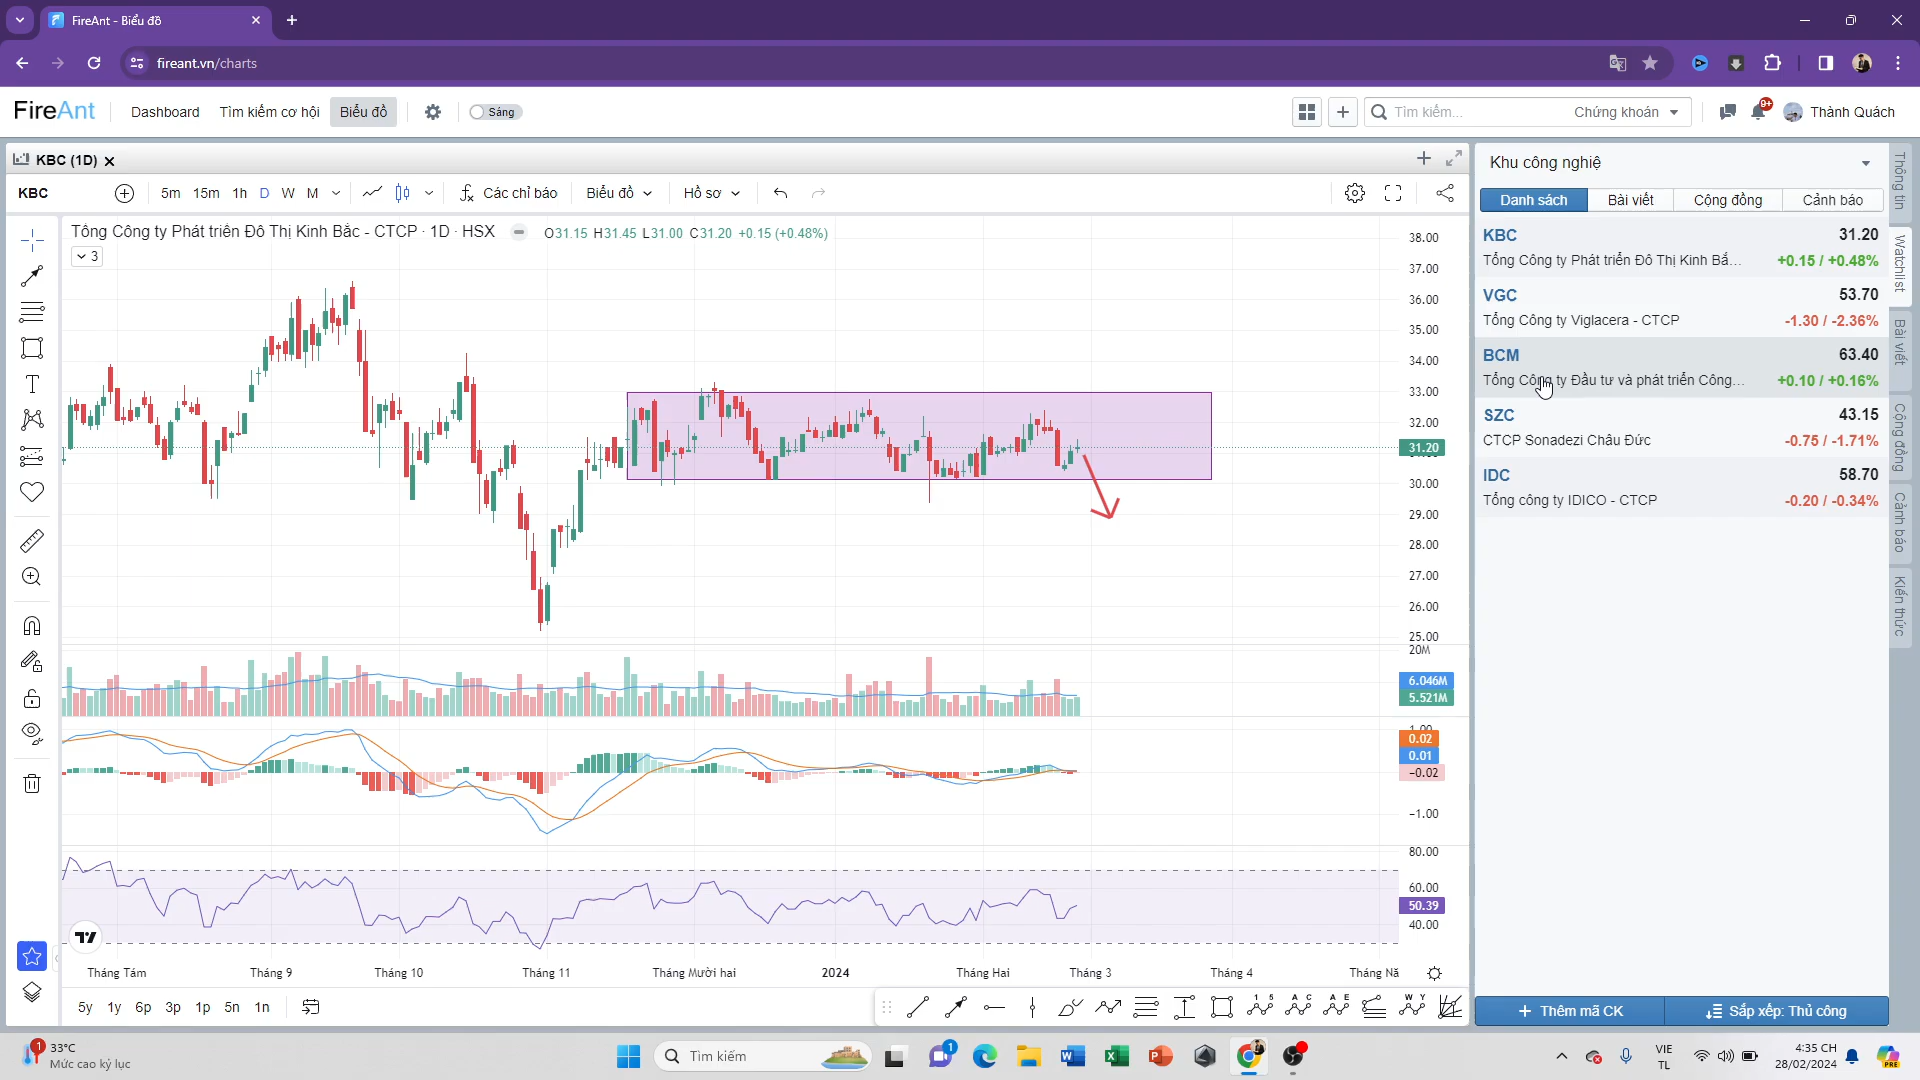 FireAnt - Biểu đồ
fireant.vn/charts
FireAnt
Dashboard
Tìm kiếm cơ hội
Biểu đồ
Sáng
Tìm kiếm...
Chứng khoán
9+
Thành Quách
KBC (1D)
KBC
5m 15m 1h D W M
Các chỉ báo
Biểu đồ
Hồ sơ
Tổng Công ty Phát triển Đô Thị Kinh Bắc - CTCP · 1D · HSX
O31.15 H31.45 L31.00 C31.20 +0.15 (+0.48%)
3
38.00
37.00
36.00
35.00
34.00
33.00
32.00
31.20
30.00
29.00
28.00
27.00
26.00
25.00
20M
6.046M
5.521M
1.00
0.02
0.01
−0.02
−1.00
80.00
60.00
50.39
40.00
Tháng Tám
Tháng 9
Tháng 10
Tháng 11
Tháng Mười hai
2024
Tháng Hai
Tháng 3
Tháng 4
Tháng Nă
5y 1y 6p 3p 1p 5n 1n
Khu công nghiệ
Danh sách
Bài viết
Cộng đồng
Cảnh báo
KBC 31.20
Tổng Công ty Phát triển Đô Thị Kinh Bắ... +0.15 / +0.48%
VGC 53.70
Tổng Công ty Viglacera - CTCP -1.30 / -2.36%
BCM 63.40
Tổng Công ty Đầu tư và phát triển Công... +0.10 / +0.16%
SZC 43.15
CTCP Sonadezi Châu Đức -0.75 / -1.71%
IDC 58.70
Tổng công ty IDICO - CTCP -0.20 / -0.34%
Thông tin
Watchlist
Bài viết
Cộng đồng
Cảnh báo
Kiến thức
Thêm mã CK
Sắp xếp: Thủ công
1
33°C
Mức cao kỷ lục
Tìm kiếm
1
VIE
TL
4:35 CH
28/02/2024
PRE